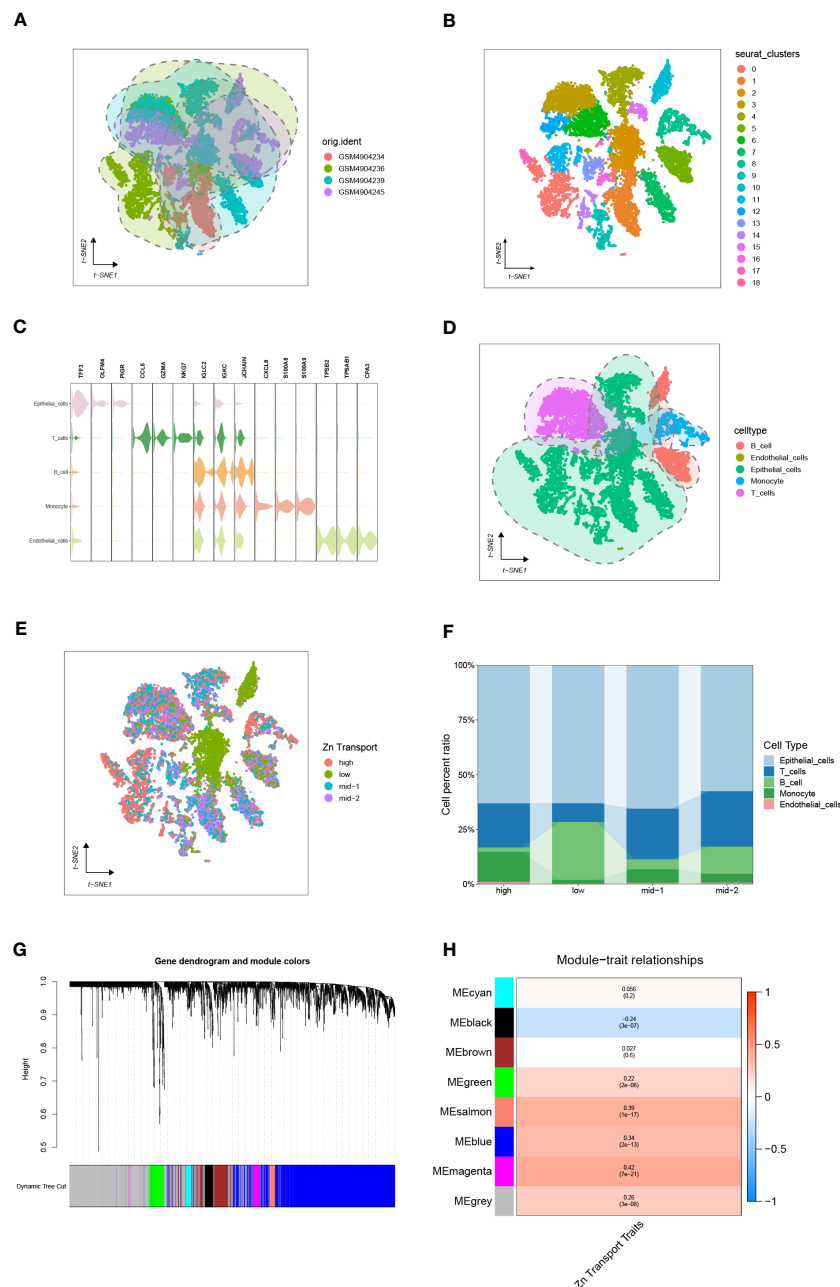 A
orig.ident
GSM4904234
GSM4904236
GSM4904239
GSM4904245
t-SNE2
t-SNE1
B
seurat_clusters
0
1
2
3
4
5
6
7
8
9
10
11
12
13
14
15
16
17
18
t-SNE2
t-SNE1
C
TFF3 OLFM4 PIGR CCL5 GZMA NKG7 IGLC2 IGKC JCHAIN CXCL8 S100A8 S100A9 TPSB2 TPSAB1 CPA3
Epithelial_cells
T_cells
B_cell
Monocyte
Endothelial_cells
D
celltype
B_cell
Endothelial_cells
Epithelial_cells
Monocyte
T_cells
t-SNE2
t-SNE1
E
Zn Transport
high
low
mid-1
mid-2
t-SNE2
t-SNE1
F
Cell percent ratio
100%
75%
50%
25%
0%
high low mid-1 mid-2
Cell Type
Epithelial_cells
T_cells
B_cell
Monocyte
Endothelial_cells
G
Gene dendrogram and module colors
Height
1.0
0.9
0.8
0.7
0.6
0.5
Dynamic Tree Cut
H
Module-trait relationships
MEcyan
0.056
(0.2)
MEblack
-0.24
(3e-07)
MEbrown
0.027
(0.6)
MEgreen
0.22
(2e-06)
MEsalmon
0.39
(1e-17)
MEblue
0.34
(2e-13)
MEmagenta
0.42
(7e-21)
MEgrey
0.26
(3e-08)
Zn Transport Traits
1
0.5
0
-0.5
-1